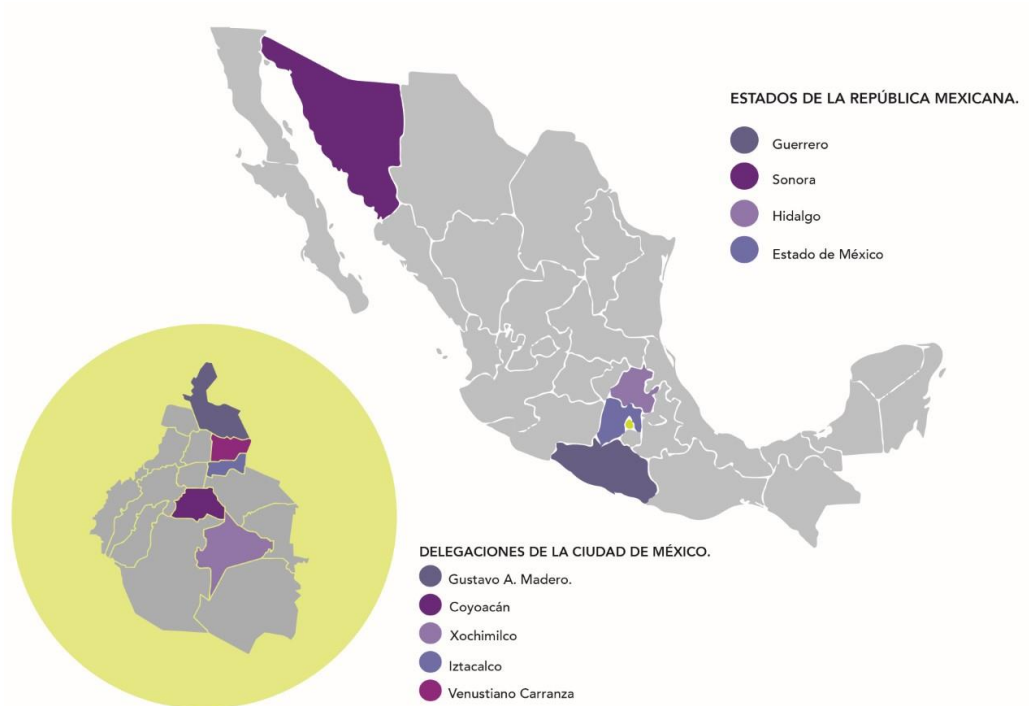 ESTADOS DE LA REPÚBLICA MEXICANA.
Guerrero
Sonora
Hidalgo
Estado de México
DELEGACIONES DE LA CIUDAD DE MÉXICO.
Gustavo A. Madero.
Coyoacán
Xochimilco
Iztacalco
Venustiano Carranza